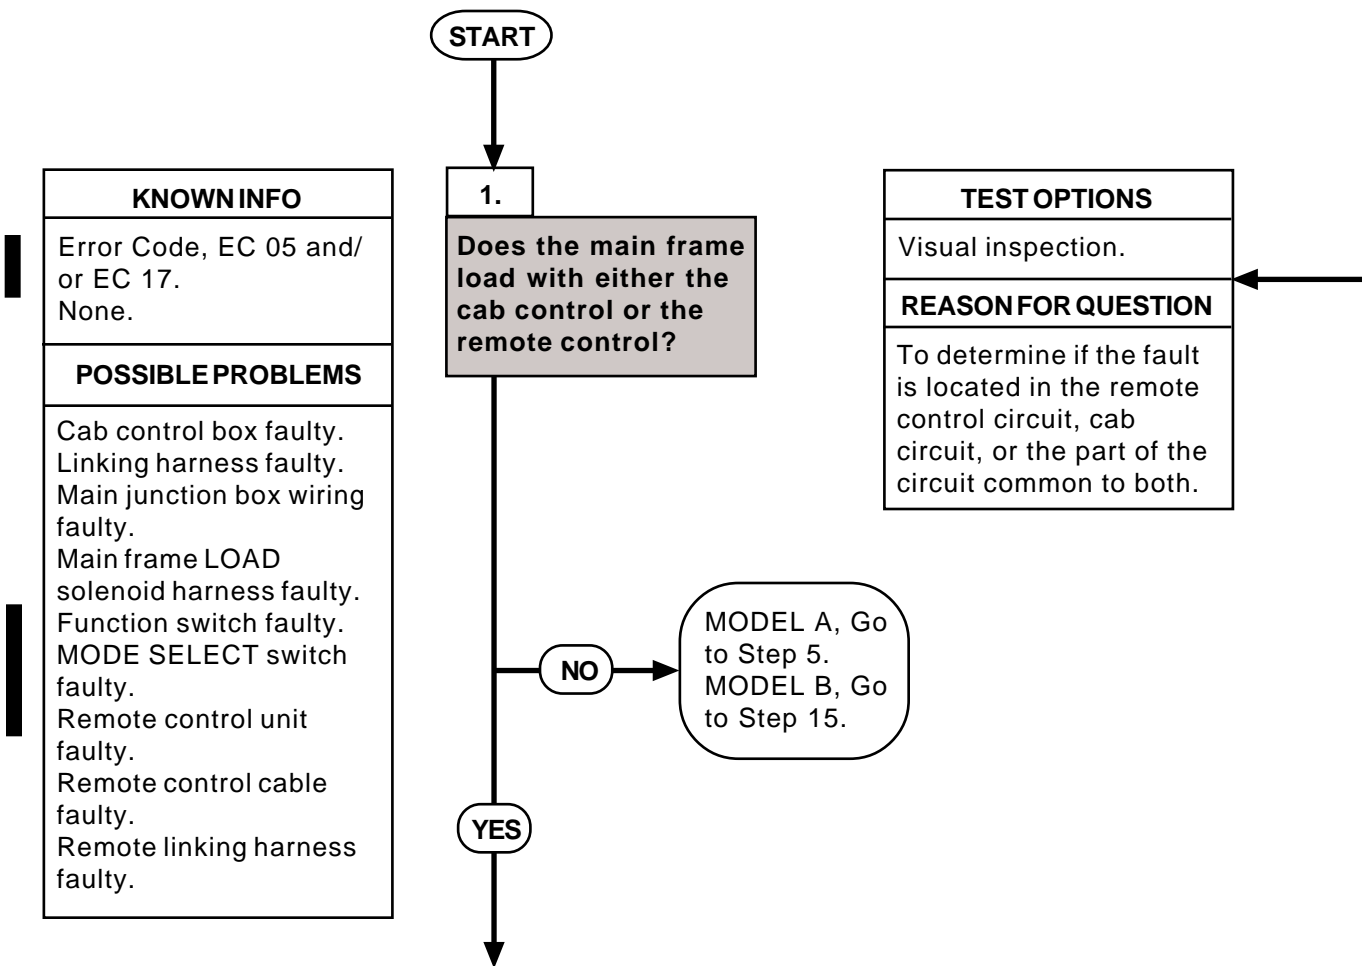 START
KNOWN INFO
Error Code, EC 05 and/
or EC 17.
None.
POSSIBLE PROBLEMS
Cab control box faulty.
Linking harness faulty.
Main junction box wiring
faulty.
Main frame LOAD
solenoid harness faulty.
Function switch faulty.
MODE SELECT switch
faulty.
Remote control unit
faulty.
Remote control cable
faulty.
Remote linking harness
faulty.
1.
Does the main frame
load with either the
cab control or the
remote control?
NO
MODEL A, Go
to Step 5.
MODEL B, Go
to Step 15.
YES
TEST OPTIONS
Visual inspection.
REASON FOR QUESTION
To determine if the fault
is located in the remote
control circuit, cab
circuit, or the part of the
circuit common to both.